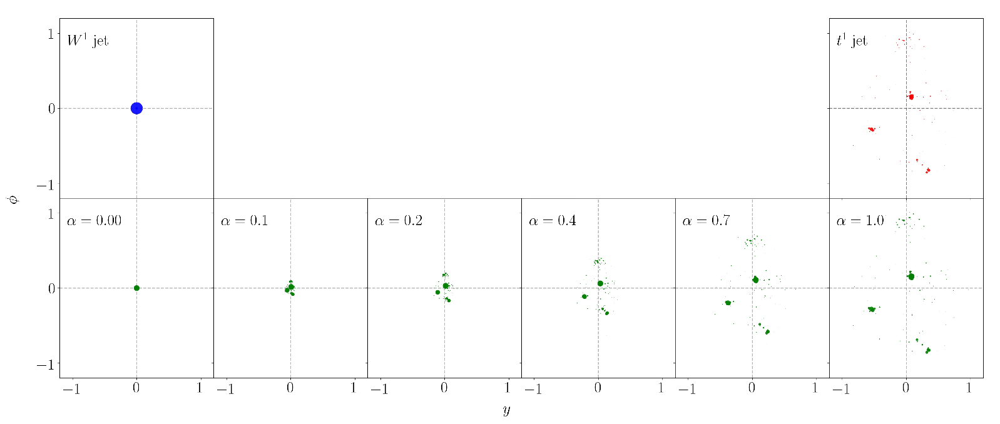 W¹ jet
t¹ jet
1
0
−1
ϕ
α = 0.00
α = 0.1
α = 0.2
α = 0.4
α = 0.7
α = 1.0
1
0
−1
−1 0 1 −1 0 1 −1 0 1 −1 0 1 −1 0 1 −1 0 1
y